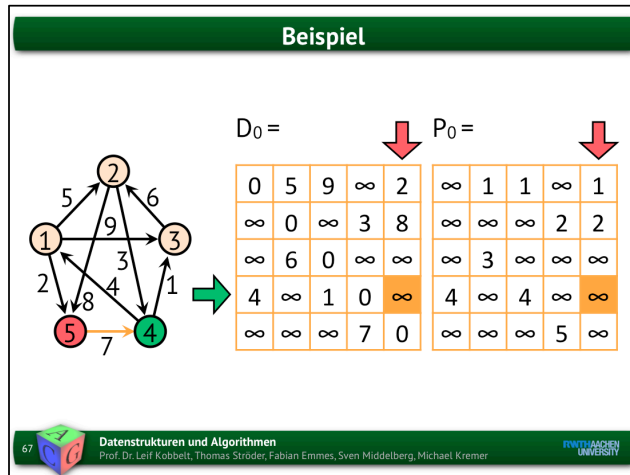 Beispiel
D₀ =
P₀ =
2
5
6
9
1
3
2
8
4
3
1
5
7
4
0 5 9 ∞ 2
∞ 0 ∞ 3 8
∞ 6 0 ∞ ∞
4 ∞ 1 0 ∞
∞ ∞ ∞ 7 0
∞ 1 1 ∞ 1
∞ ∞ ∞ 2 2
∞ 3 ∞ ∞ ∞
4 ∞ 4 ∞ ∞
∞ ∞ ∞ 5 ∞
67
A
C
G
Datenstrukturen und Algorithmen
Prof. Dr. Leif Kobbelt, Thomas Ströder, Fabian Emmes, Sven Middelberg, Michael Kremer
RWTHAACHEN
UNIVERSITY